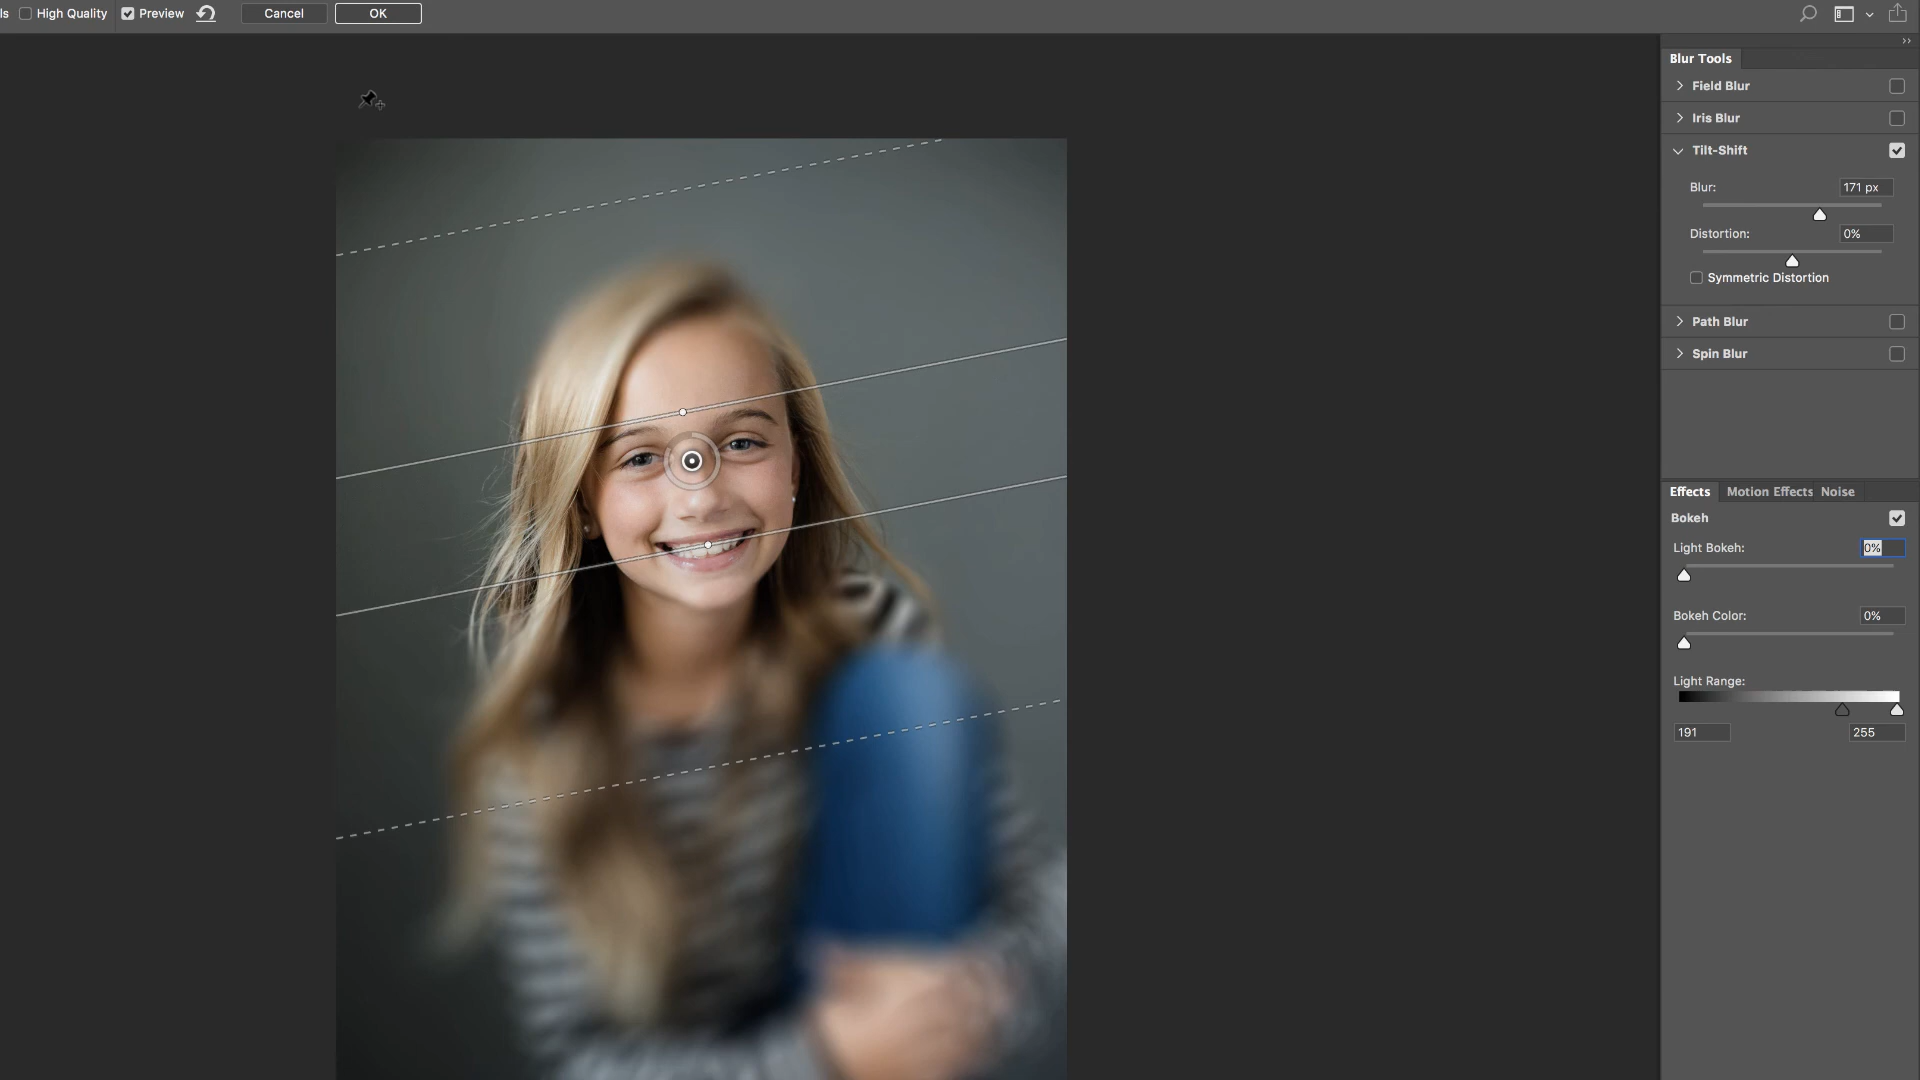 ls High Quality Preview Cancel OK
Blur Tools
Field Blur
Iris Blur
Tilt-Shift
Blur: 171 px
Distortion: 0%
Symmetric Distortion
Path Blur
Spin Blur
Effects Motion Effects Noise
Bokeh
Light Bokeh: 0%
Bokeh Color: 0%
Light Range:
191 255